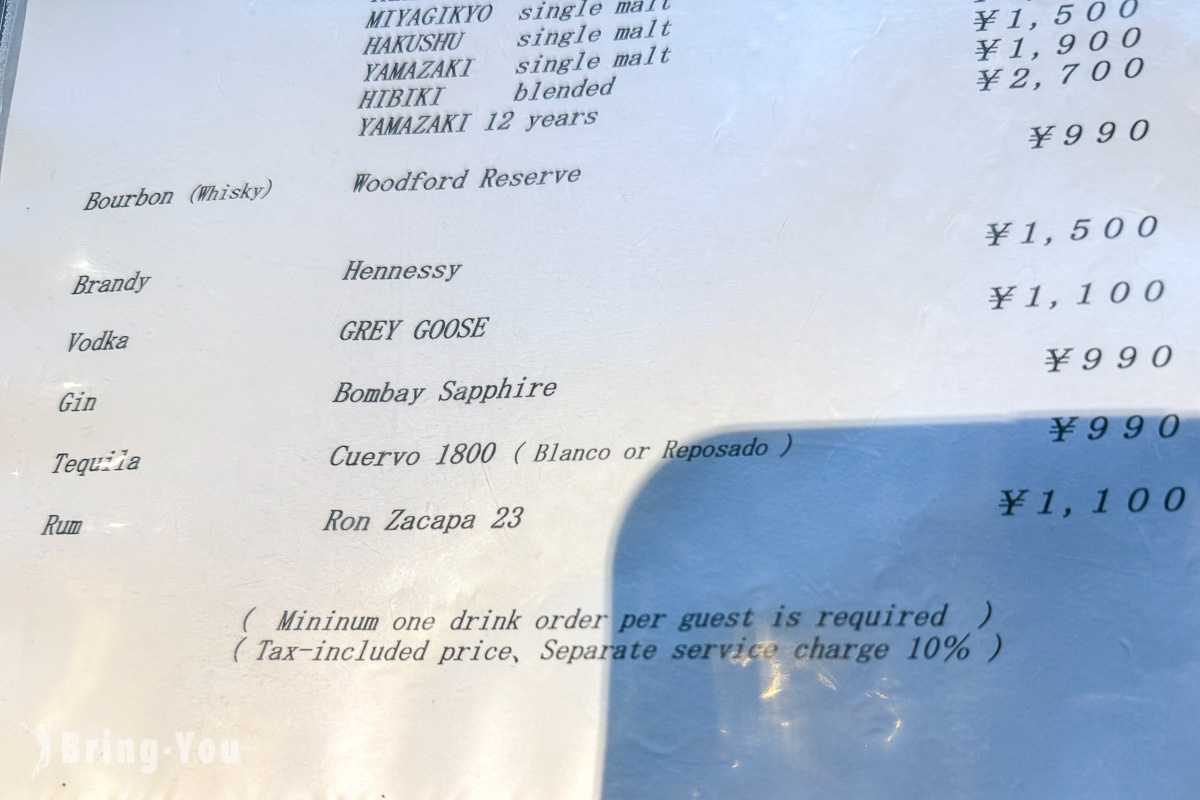 MIYAGIKYO single malt
HAKUSHU single malt
YAMAZAKI single malt ¥1,500
HIBIKI blended ¥1,900
YAMAZAKI 12 years ¥2,700
Bourbon (Whisky) Woodford Reserve ¥990
Brandy Hennessy ¥1,500
Vodka GREY GOOSE ¥1,100
Gin Bombay Sapphire ¥990
Tequila Cuervo 1800 ( Blanco or Reposado ) ¥990
Rum Ron Zacapa 23 ¥1,100
( Mininum one drink order per guest is required )
( Tax-included price、Separate service charge 10% )
Bring-You